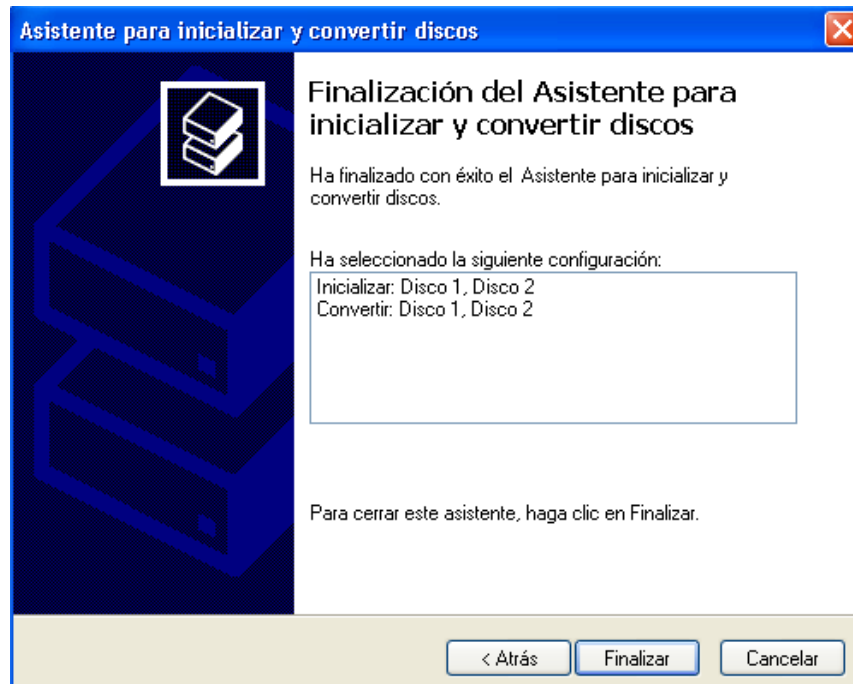 Asistente para inicializar y convertir discos
Finalización del Asistente para
inicializar y convertir discos
Ha finalizado con éxito el Asistente para inicializar y
convertir discos.
Ha seleccionado la siguiente configuración:
Inicializar: Disco 1, Disco 2
Convertir: Disco 1, Disco 2
Para cerrar este asistente, haga clic en Finalizar.
< Atrás
Finalizar
Cancelar